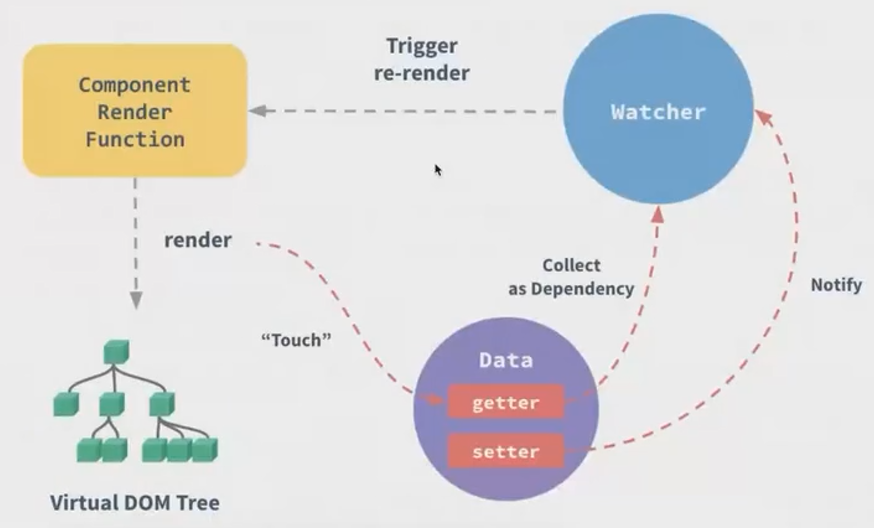 Component
Render
Function
Trigger
re-render
Watcher
render
“Touch”
Collect
as Dependency
Notify
Data
getter
setter
Virtual DOM Tree